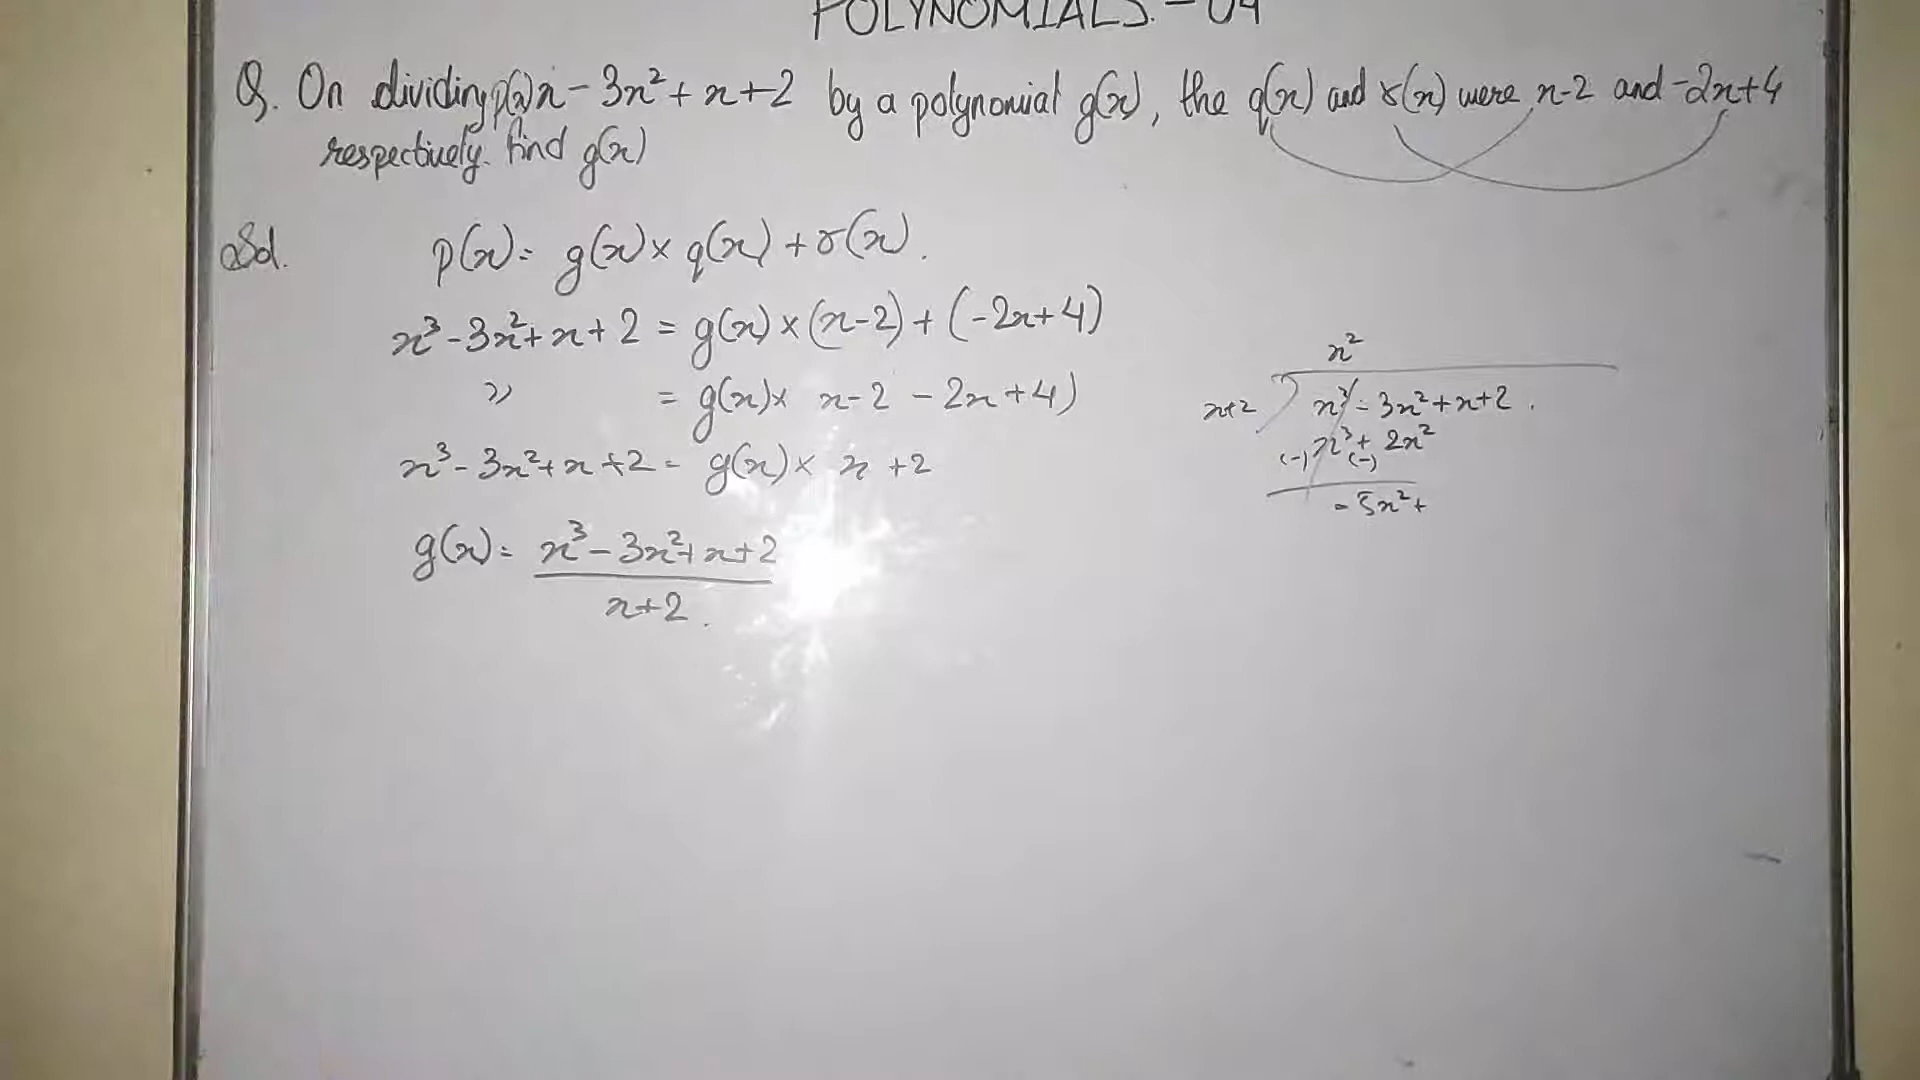 POLYNOMIALS. - 04
Q. On dividing p(x) x - 3x² + x + 2 by a polynomial g(x), the q(x) and r(x) were x-2 and -2x+4
respectively. find g(x)
Sol. p(x) = g(x) × q(x) + r(x).
x³ - 3x² + x + 2 = g(x) × (x-2) + (-2x+4)
" = g(x) × x-2 - 2x+4)
x³ - 3x² + x + 2 = g(x) × x + 2
g(x) = x³ - 3x² + x + 2
x+2.
x²
x+2 ) x³ - 3x² + x + 2.
x³ + 2x²
(-) (-)
- 5x² +